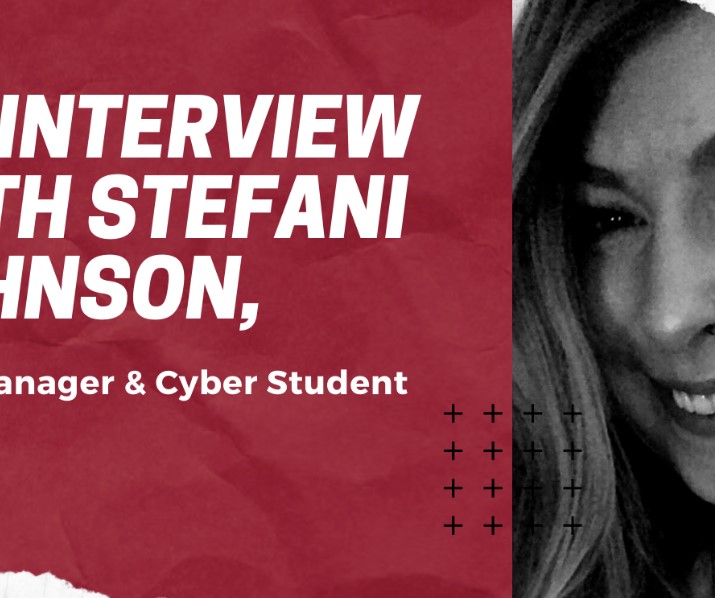 INTERVIEW
TH STEFANI
HNSON,
anager & Cyber Student